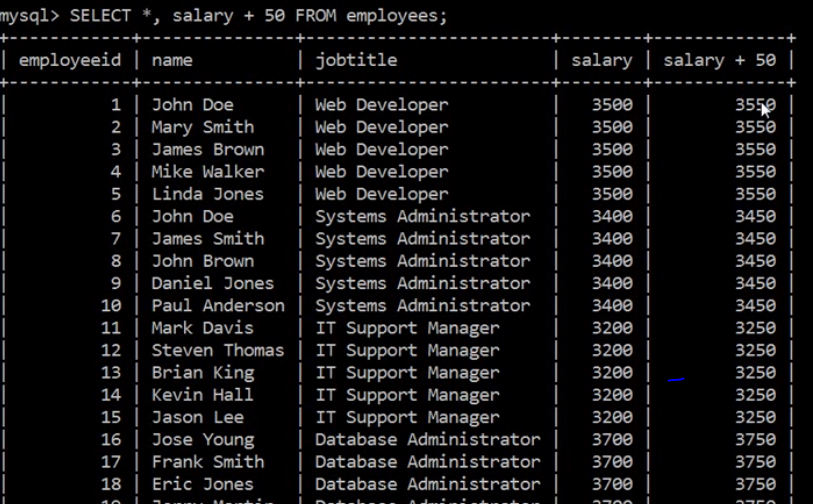 mysql> SELECT *, salary + 50 FROM employees;
+------------+---------------+------------------------+--------+-------------+
| employeeid | name | jobtitle | salary | salary + 50 |
+------------+---------------+------------------------+--------+-------------+
| 1 | John Doe | Web Developer | 3500 | 3550 |
| 2 | Mary Smith | Web Developer | 3500 | 3550 |
| 3 | James Brown | Web Developer | 3500 | 3550 |
| 4 | Mike Walker | Web Developer | 3500 | 3550 |
| 5 | Linda Jones | Web Developer | 3500 | 3550 |
| 6 | John Doe | Systems Administrator | 3400 | 3450 |
| 7 | James Smith | Systems Administrator | 3400 | 3450 |
| 8 | John Brown | Systems Administrator | 3400 | 3450 |
| 9 | Daniel Jones | Systems Administrator | 3400 | 3450 |
| 10 | Paul Anderson | Systems Administrator | 3400 | 3450 |
| 11 | Mark Davis | IT Support Manager | 3200 | 3250 |
| 12 | Steven Thomas | IT Support Manager | 3200 | 3250 |
| 13 | Brian King | IT Support Manager | 3200 | 3250 |
| 14 | Kevin Hall | IT Support Manager | 3200 | 3250 |
| 15 | Jason Lee | IT Support Manager | 3200 | 3250 |
| 16 | Jose Young | Database Administrator | 3700 | 3750 |
| 17 | Frank Smith | Database Administrator | 3700 | 3750 |
| 18 | Eric Jones | Database Administrator | 3700 | 3750 |